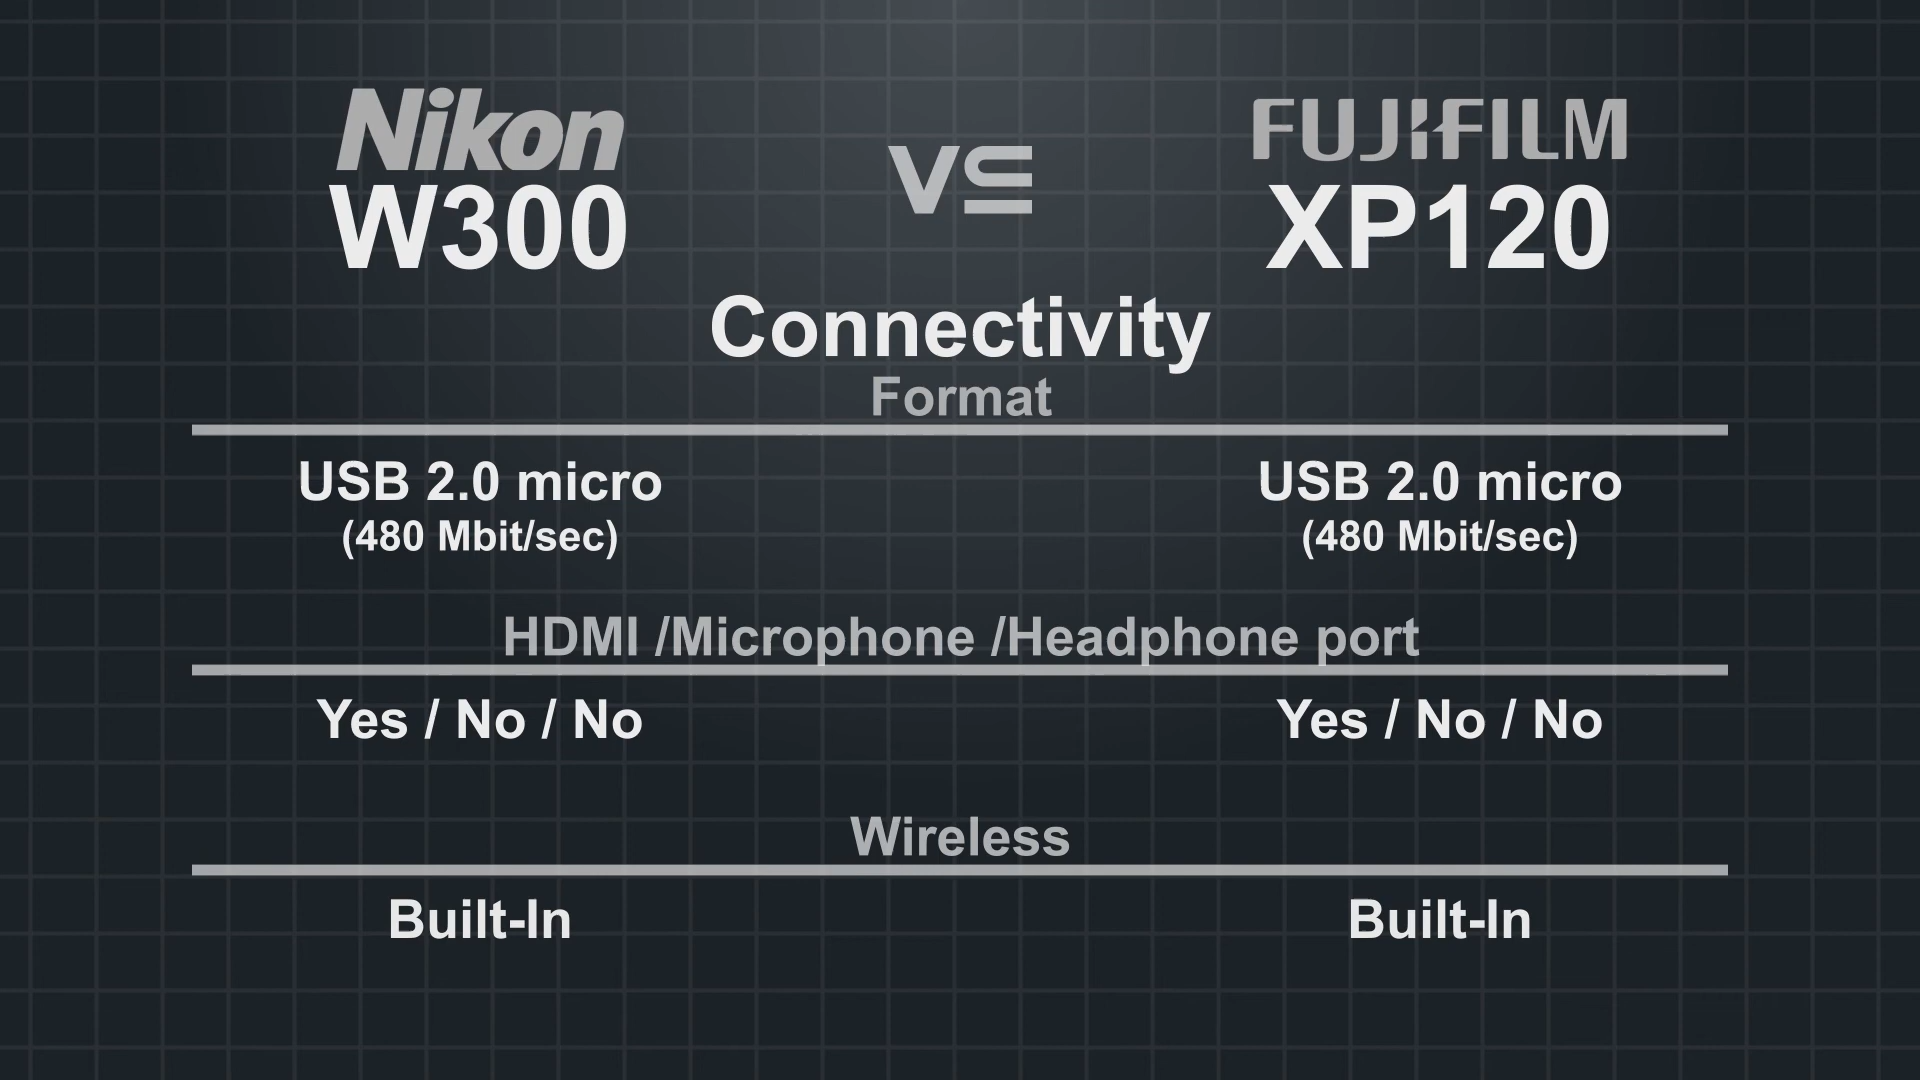 Nikon
W300
VS
FUJIFILM
XP120
Connectivity
Format
USB 2.0 micro
(480 Mbit/sec)
USB 2.0 micro
(480 Mbit/sec)
HDMI /Microphone /Headphone port
Yes / No / No
Yes / No / No
Wireless
Built-In
Built-In